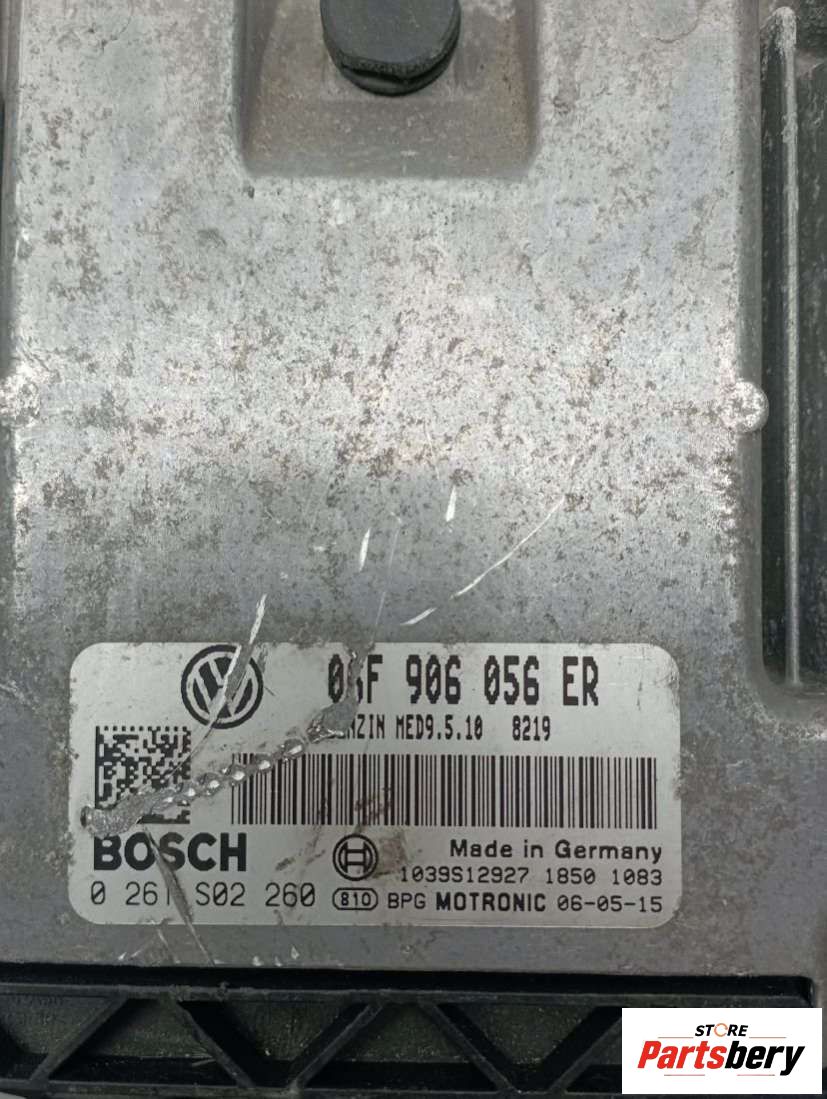 906 056 ER
MED9.5.10 8219
BOSCH
Made in Germany
1039S12927 1850 1083
0 261 S02 260 810 BPG MOTRONIC 06-05-15
STORE
Partsbery